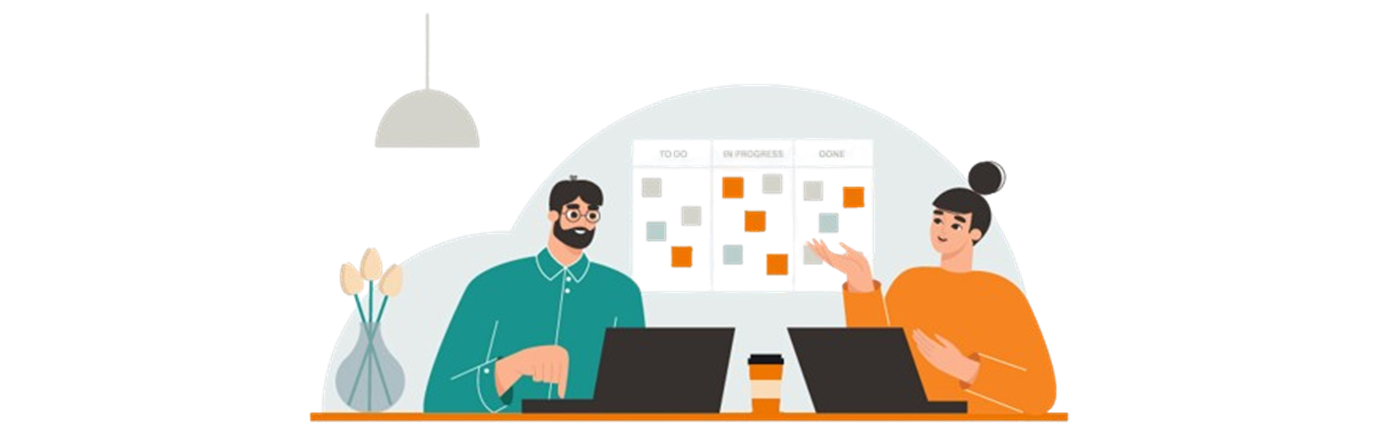 TO DO IN PROGRESS DONE